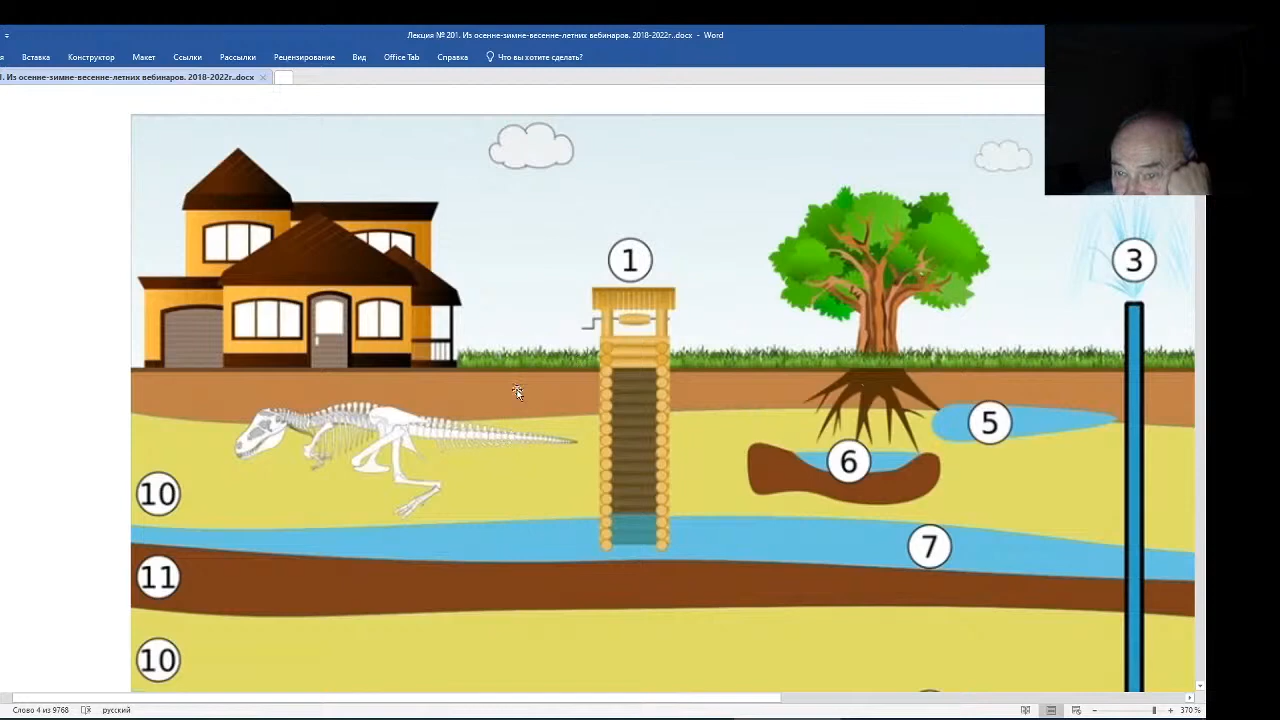 Лекция № 201. Из осенне-зимне-весенне-летних вебинаров. 2018-2022г..docx - Word
я Вставка Конструктор Макет Ссылки Рассылки Рецензирование Вид Office Tab Справка Что вы хотите сделать?
1. Из осенне-зимне-весенне-летних вебинаров. 2018-2022г..docx
1
3
5
6
10
7
11
10
Слово 4 из 9768 русский 370 %